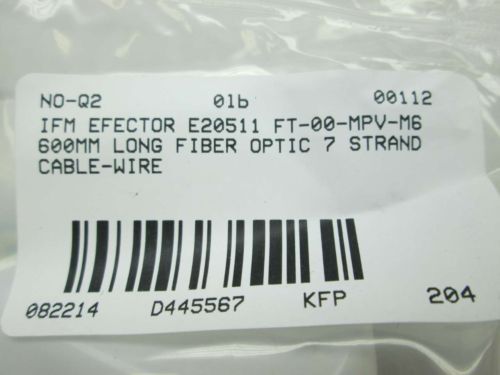 NO-Q2 01b 00112
IFM EFECTOR E20511 FT-00-MPV-M6
600MM LONG FIBER OPTIC 7 STRAND
CABLE-WIRE
082214 D445567 KFP 204